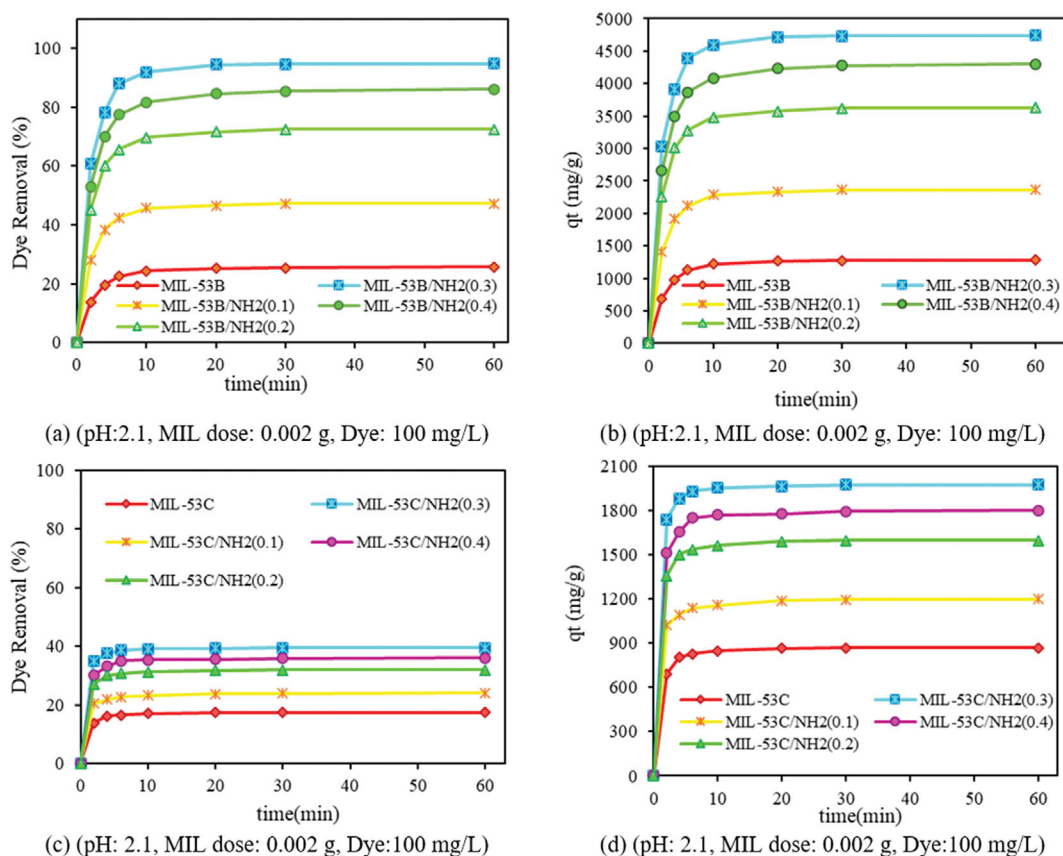 100
80
60
40
20
0
Dye Removal (%)
MIL-53B
MIL-53B/NH2(0.3)
MIL-53B/NH2(0.1)
MIL-53B/NH2(0.4)
MIL-53B/NH2(0.2)
0 10 20 30 40 50 60
time(min)
(a) (pH:2.1, MIL dose: 0.002 g, Dye: 100 mg/L)
5000
4500
4000
3500
3000
2500
2000
1500
1000
500
0
qt (mg/g)
MIL-53B
MIL-53B/NH2(0.3)
MIL-53B/NH2(0.1)
MIL-53B/NH2(0.4)
MIL-53B/NH2(0.2)
0 10 20 30 40 50 60
time(min)
(b) (pH:2.1, MIL dose: 0.002 g, Dye: 100 mg/L)
100
80
60
40
20
0
Dye Removal (%)
MIL-53C
MIL-53C/NH2(0.3)
MIL-53C/NH2(0.1)
MIL-53C/NH2(0.4)
MIL-53C/NH2(0.2)
0 10 20 30 40 50 60
time(min)
(c) (pH: 2.1, MIL dose: 0.002 g, Dye:100 mg/L)
2100
1800
1500
1200
900
600
300
0
qt (mg/g)
MIL-53C
MIL-53C/NH2(0.3)
MIL-53C/NH2(0.1)
MIL-53C/NH2(0.4)
MIL-53C/NH2(0.2)
0 10 20 30 40 50 60
time(min)
(d) (pH: 2.1, MIL dose: 0.002 g, Dye:100 mg/L)